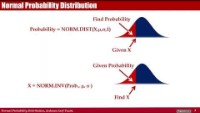 Normal Probability Distribution
Find Probability
Probability = NORM.DIST(X,μ,σ,1)
Given X
Given Probability
X = NORM.INV(Prob., μ, σ )
Find X